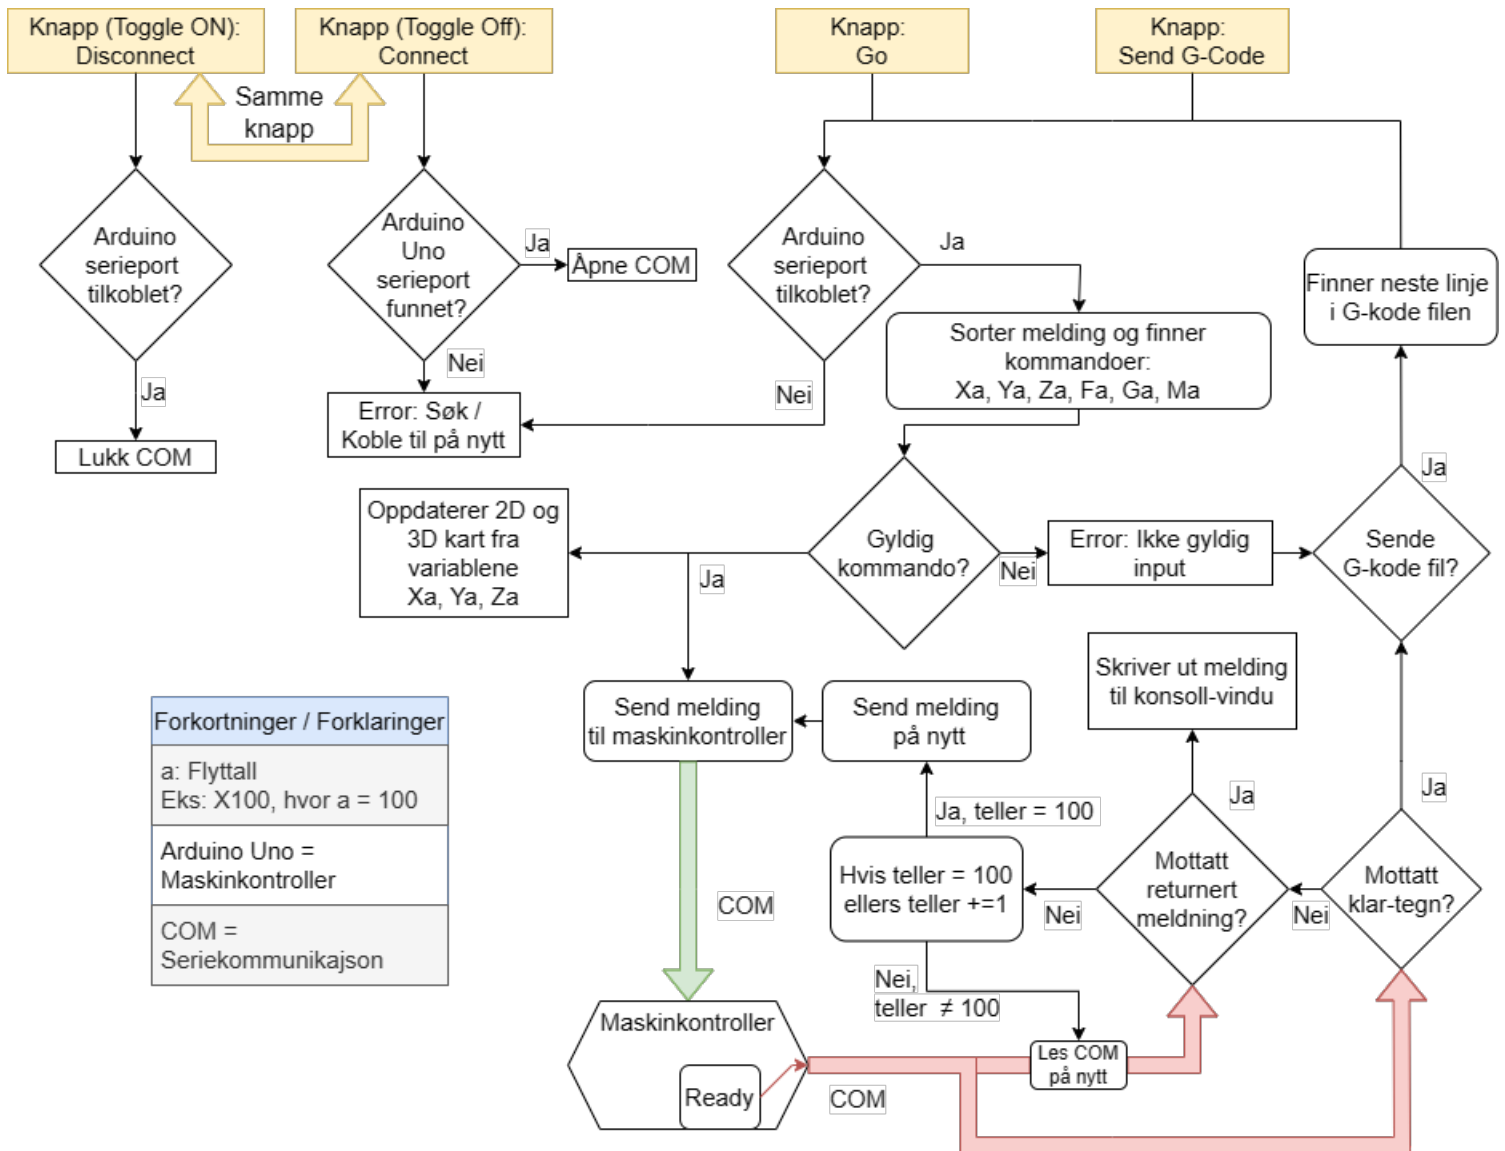 Knapp (Toggle ON):
Disconnect
Knapp (Toggle Off):
Connect
Knapp:
Go
Knapp:
Send G-Code
Samme
knapp
Arduino
serieport
tilkoblet?
Ja
Lukk COM
Arduino
Uno
serieport
funnet?
Ja
Åpne COM
Nei
Error: Søk /
Koble til på nytt
Arduino
serieport
tilkoblet?
Ja
Nei
Sorter melding og finner
kommandoer:
Xa, Ya, Za, Fa, Ga, Ma
Finner neste linje
i G-kode filen
Ja
Oppdaterer 2D og
3D kart fra
variablene
Xa, Ya, Za
Ja
Gyldig
kommando?
Nei
Error: Ikke gyldig
input
Sende
G-kode fil?
Send melding
til maskinkontroller
Send melding
på nytt
Skriver ut melding
til konsoll-vindu
Ja, teller = 100
Ja
Ja
Hvis teller = 100
ellers teller +=1
Nei
Mottatt
returnert
meldning?
Nei
Mottatt
klar-tegn?
COM
Nei,
teller ≠ 100
Les COM
på nytt
Maskinkontroller
Ready
COM
Forkortninger / Forklaringer
a: Flyttall
Eks: X100, hvor a = 100
Arduino Uno =
Maskinkontroller
COM =
Seriekommunikajson